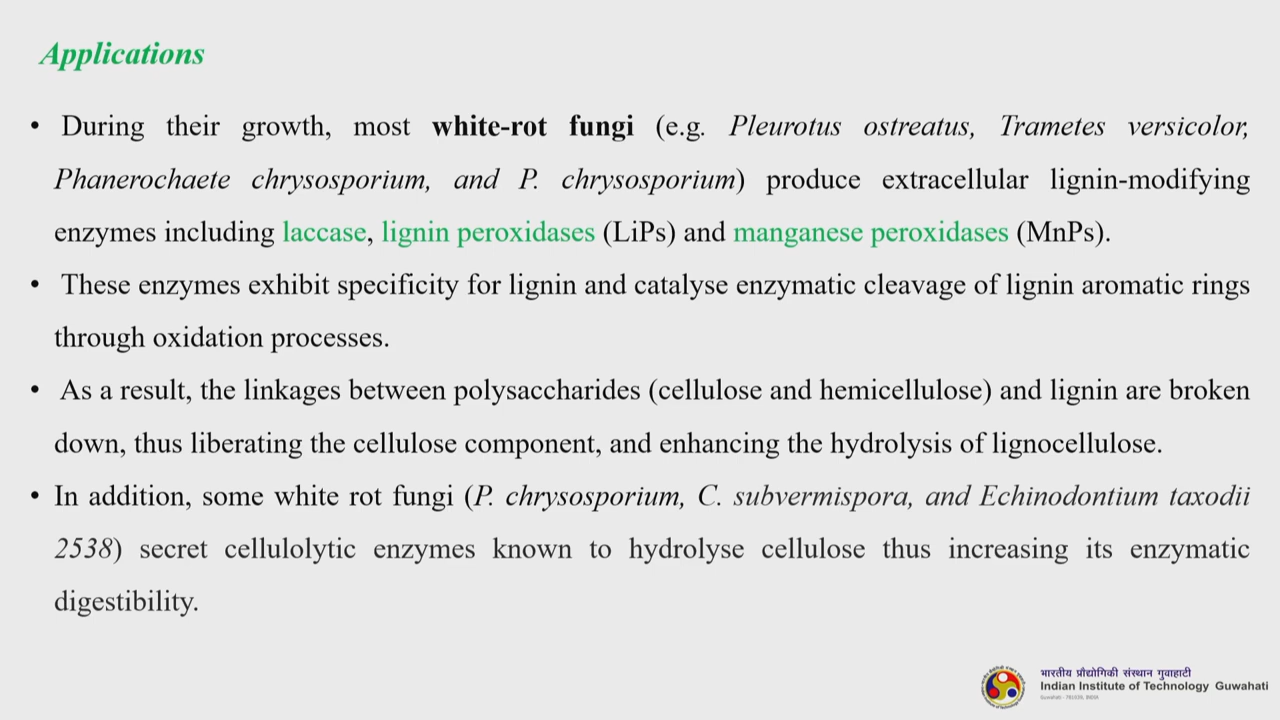 Applications
• During their growth, most white-rot fungi (e.g. Pleurotus ostreatus, Trametes versicolor,
Phanerochaete chrysosporium, and P. chrysosporium) produce extracellular lignin-modifying
enzymes including laccase, lignin peroxidases (LiPs) and manganese peroxidases (MnPs).
• These enzymes exhibit specificity for lignin and catalyse enzymatic cleavage of lignin aromatic rings
through oxidation processes.
• As a result, the linkages between polysaccharides (cellulose and hemicellulose) and lignin are broken
down, thus liberating the cellulose component, and enhancing the hydrolysis of lignocellulose.
• In addition, some white rot fungi (P. chrysosporium, C. subvermispora, and Echinodontium taxodii
2538) secret cellulolytic enzymes known to hydrolyse cellulose thus increasing its enzymatic
digestibility.
भारतीय प्रौद्योगिकी संस्थान गुवाहाटी
Indian Institute of Technology Guwahati
Guwahati - 781039, INDIA